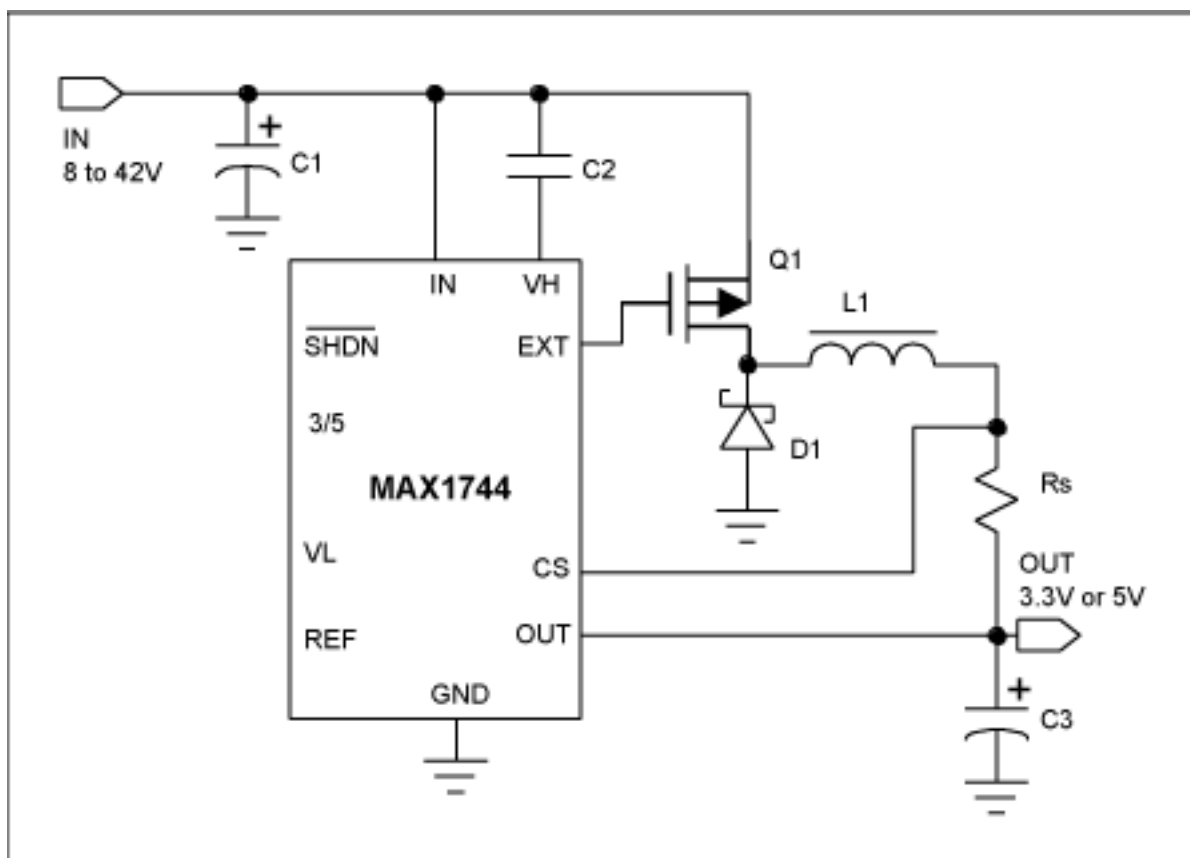 IN
8 to 42V
+
C1
C2
IN
VH
Q1
SHDN
EXT
L1
3/5
D1
MAX1744
Rs
VL
CS
OUT
3.3V or 5V
REF
OUT
GND
+
C3